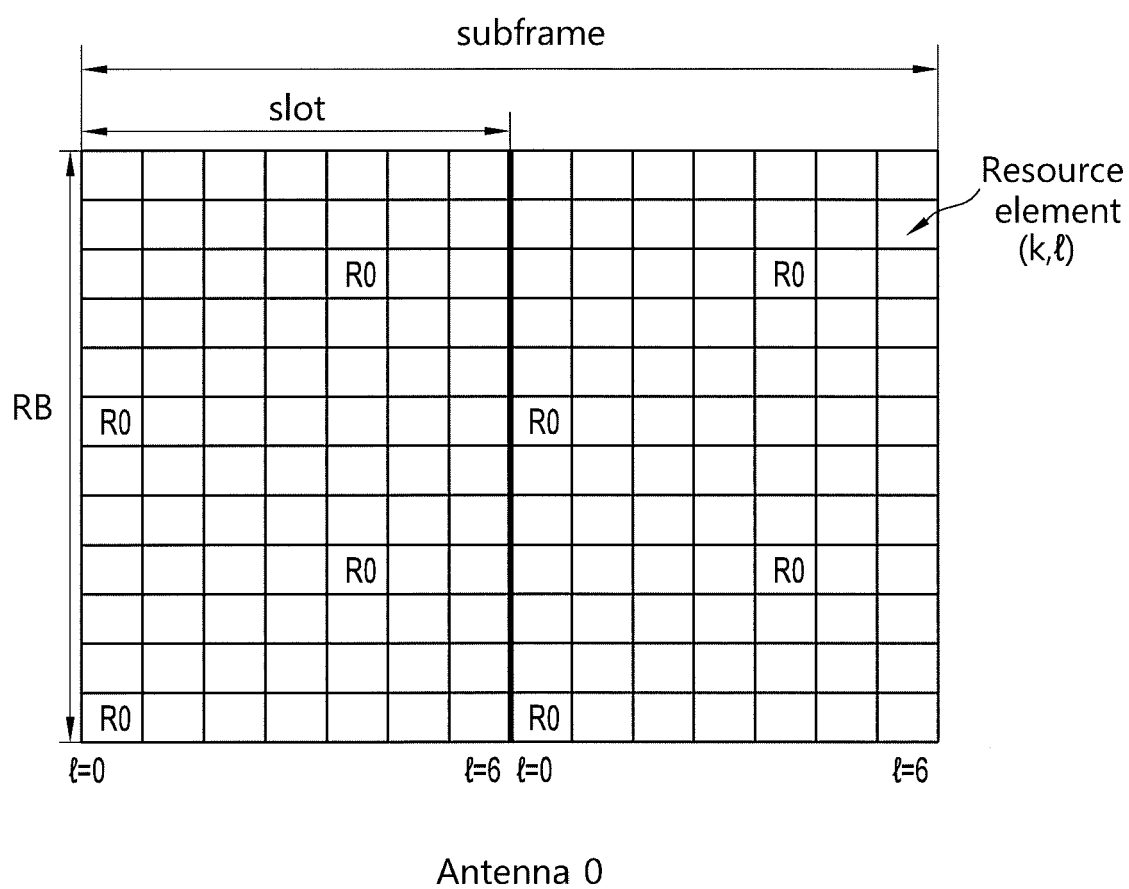 subframe
slot
Resource
element
(k,ℓ)
R0 R0
RB
R0 R0
R0 R0
R0 R0
ℓ=0 ℓ=6 ℓ=0 ℓ=6
Antenna 0